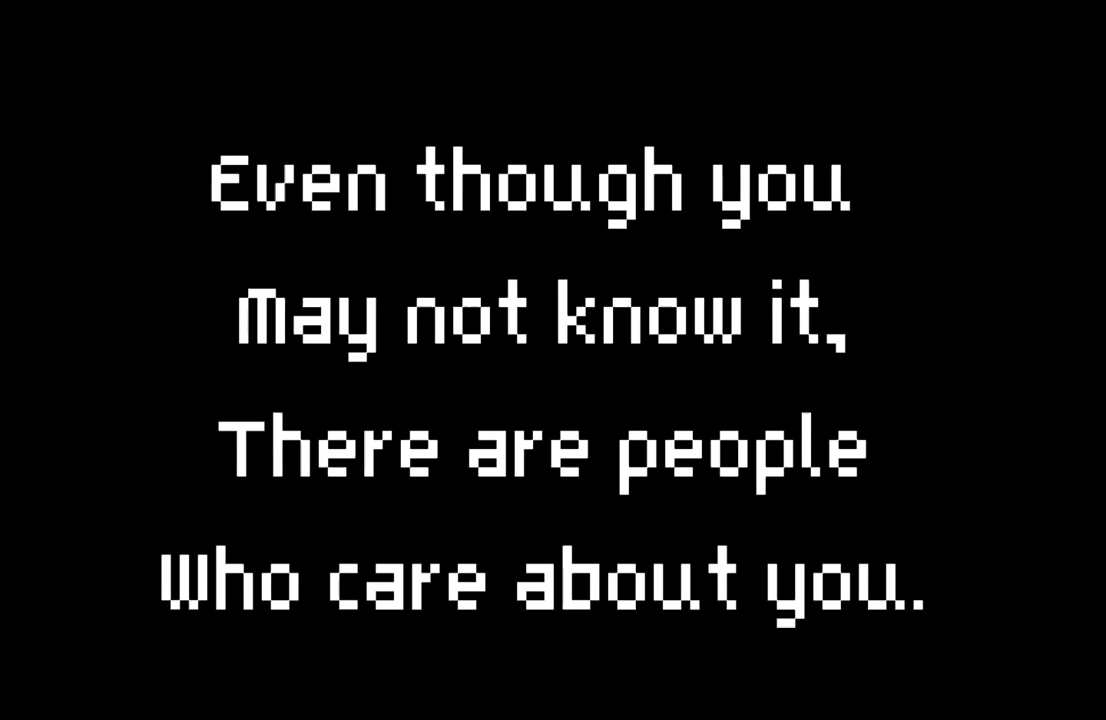 Even though you
May not know it,
There are people
Who care about you.